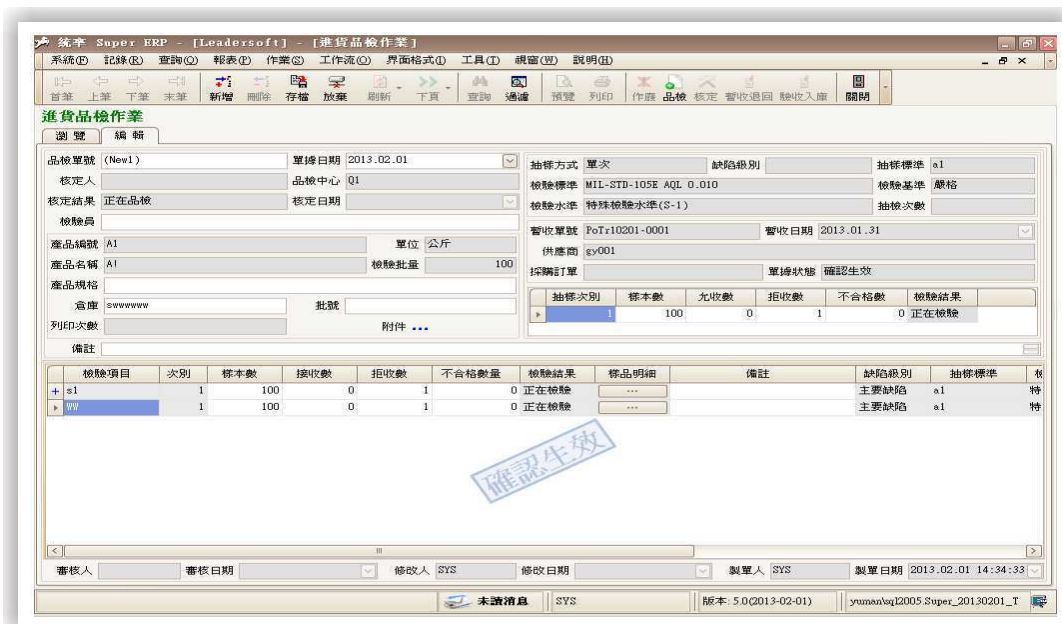 統率 Super ERP - [Leadersoft] - [進貨品檢作業]
系統(F) 記錄(R) 查詢(Q) 報表(P) 作業(S) 工作流(O) 界面格式(I) 工具(T) 視窗(W) 說明(H)
首筆 上筆 下筆 末筆 新增 刪除 存檔 放棄 刷新 下頁 查詢 過濾 預覽 列印 作廢 品檢 核定 暫收退回 驗收入庫 關閉
進貨品檢作業
瀏覽 編輯
品檢單號 (New1) 單據日期 2013.02.01 抽樣方式 單次 缺陷級別 抽樣標準 a1
核定人 品檢中心 Q1 檢驗標準 MIL-STD-105E AQL 0.010 檢驗基準 嚴格
核定結果 正在品檢 核定日期 檢驗水準 特殊檢驗水準(S-1) 抽檢次數
檢驗員 暫收單號 PoTr10201-0001 暫收日期 2013.01.31
產品編號 A1 單位 公斤 供應商 gy001
產品名稱 A1 檢驗批量 100 採購訂單 單據狀態 確認生效
產品規格
倉庫 swwwwww 批號
列印次數 附件 ...
抽樣次別 樣本數 允收數 拒收數 不合格數 檢驗結果
1 100 0 1 0 正在檢驗
備註
檢驗項目 次別 樣本數 接收數 拒收數 不合格數量 檢驗結果 樣品明細 備註 缺陷級別 抽樣標準 檢
s1 1 100 0 1 0 正在檢驗 ... 主要缺陷 a1 特
WW 1 100 0 1 0 正在檢驗 ... 主要缺陷 a1 特
確認生效
審核人 審核日期 修改人 SYS 修改日期 製單人 SYS 製單日期 2013.02.01 14:34:33
未讀消息 SYS 版本: 5.0(2013-02-01) yuman\sql2005.Super_20130201_T